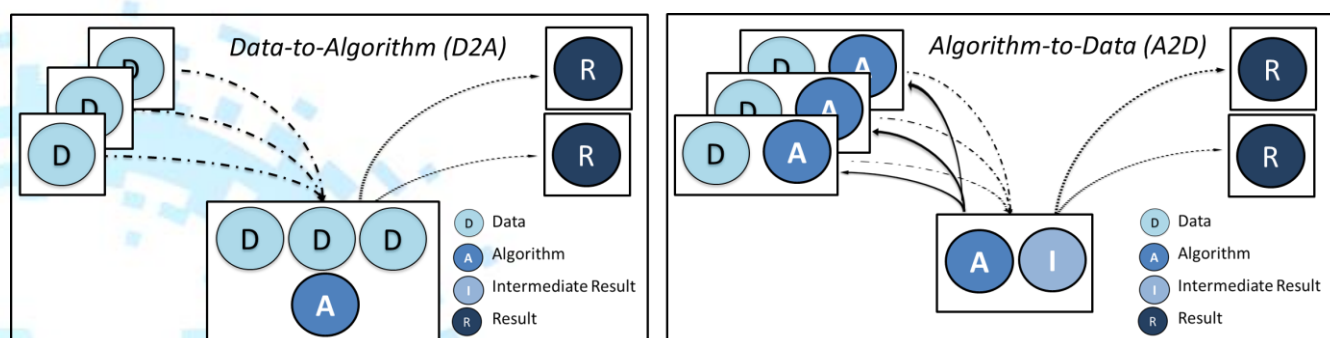 Data-to-Algorithm (D2A)
D
D
D
R
R
D D D
A
D Data
A Algorithm
I Intermediate Result
R Result
Algorithm-to-Data (A2D)
D A
D A
D A
R
R
A I
D Data
A Algorithm
I Intermediate Result
R Result